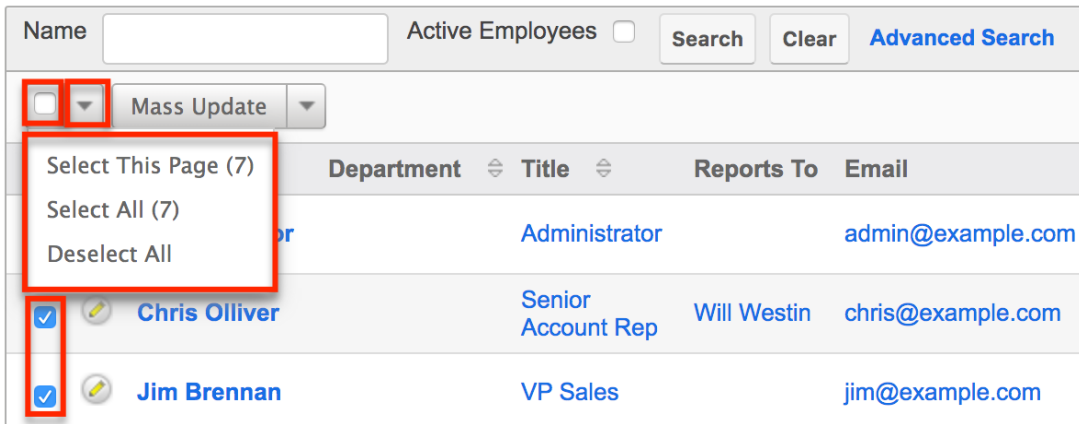 Name Active Employees Search Clear Advanced Search
Mass Update
Select This Page (7)
Department Title Reports To Email
Select All (7)
Administrator admin@example.com
Deselect All
Chris Olliver Senior Account Rep Will Westin chris@example.com
Jim Brennan VP Sales jim@example.com